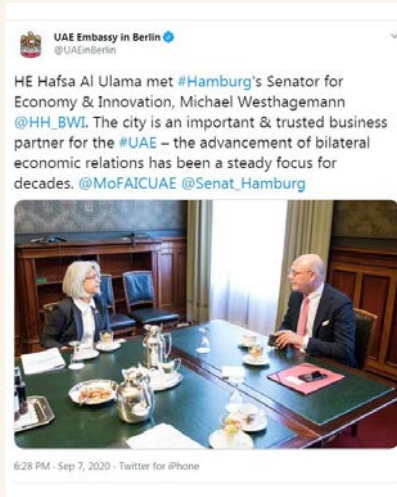 UAE Embassy in Berlin
@UAEinBerlin
HE Hafsa Al Ulama met #Hamburg's Senator for
Economy & Innovation, Michael Westhagemann
@HH_BWI. The city is an important & trusted business
partner for the #UAE – the advancement of bilateral
economic relations has been a steady focus for
decades. @MoFAICUAE @Senat_Hamburg
6:28 PM · Sep 7, 2020 · Twitter for iPhone